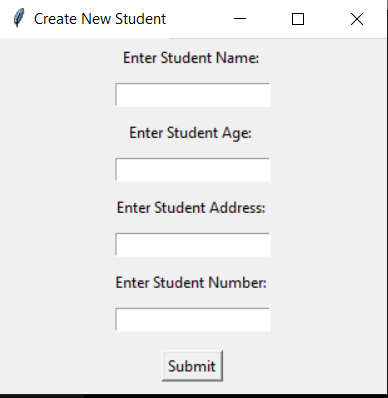 Create New Student
Enter Student Name:
Enter Student Age:
Enter Student Address:
Enter Student Number:
Submit